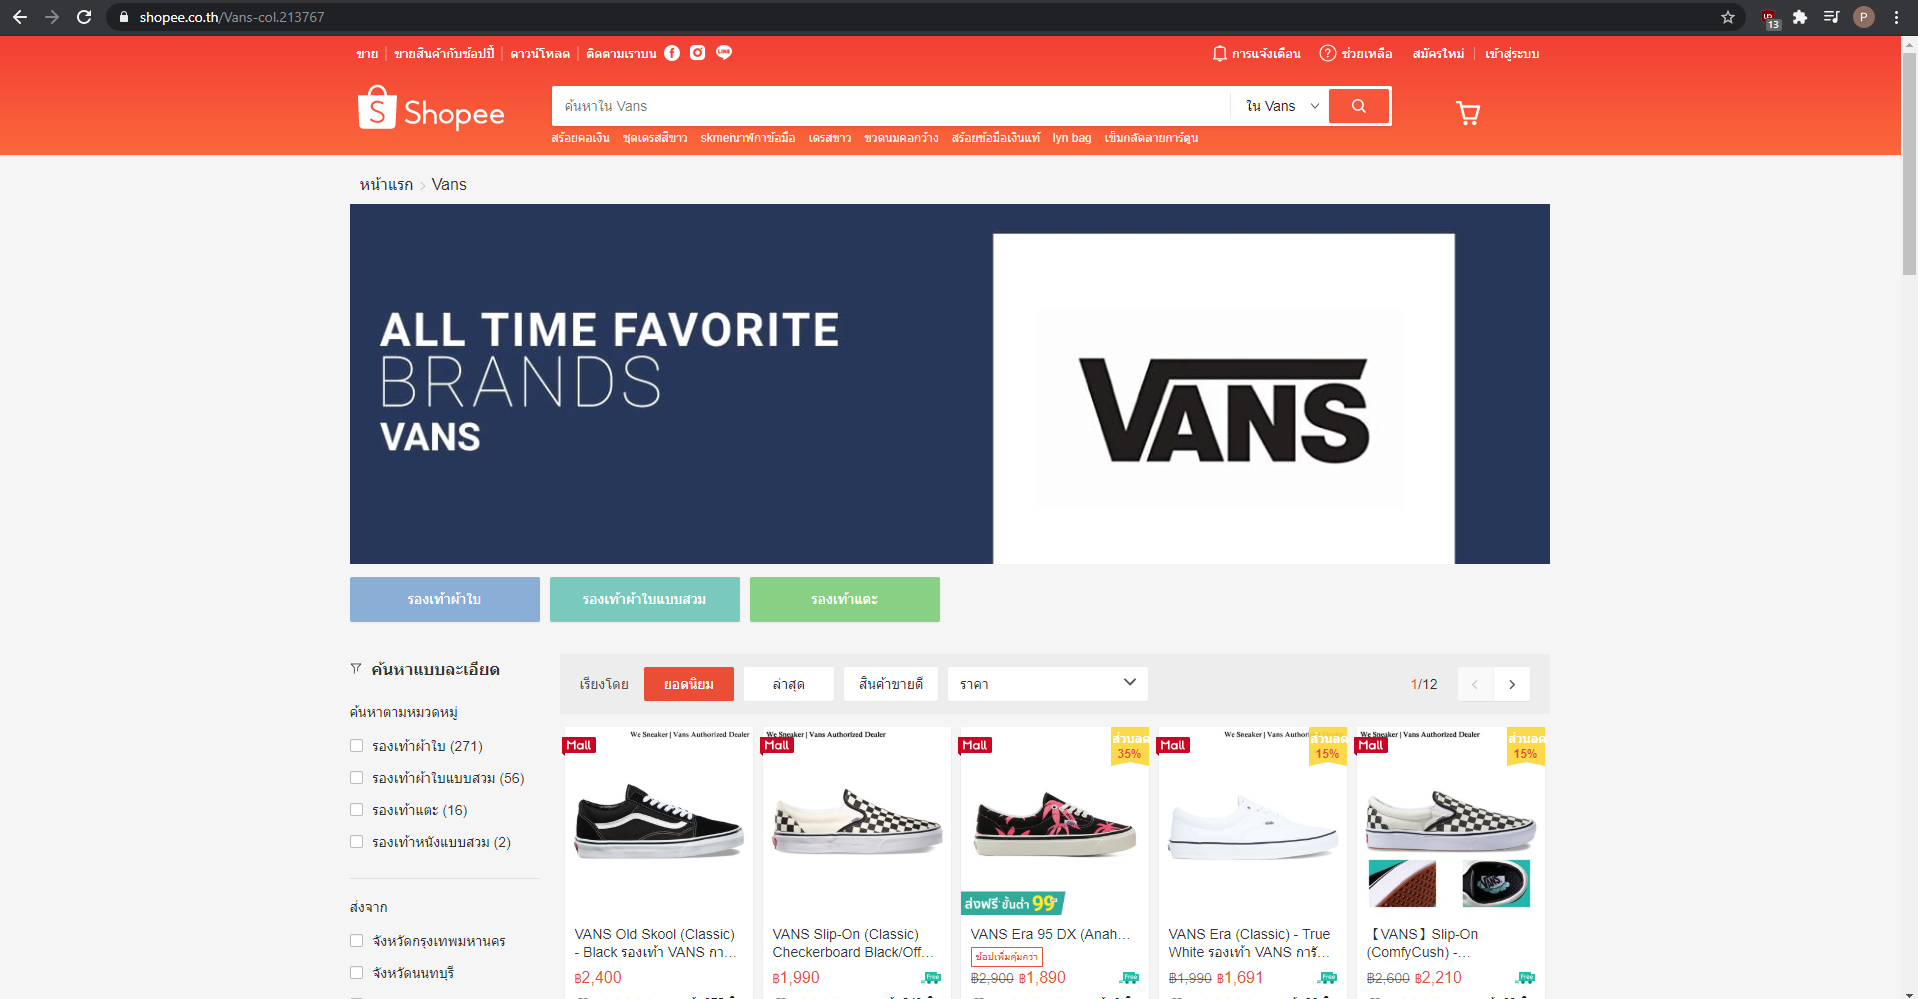 shopee.co.th/Vans-col.213767
13
P
ขาย
ขายสินค้ากับช้อปปี้
ดาวน์โหลด
ติดตามเราบน
การแจ้งเตือน
ช่วยเหลือ
สมัครใหม่
เข้าสู่ระบบ
Shopee
ค้นหาใน Vans
ใน Vans
สร้อยคอเงิน ชุดเดรสสีขาว skmeiนาฬิกาข้อมือ เดรสขาว ขวดนมคอกว้าง สร้อยข้อมือเงินแท้ lyn bag เข็มกลัดลายการ์ตูน
หน้าแรก > Vans
ALL TIME FAVORITE
BRANDS
VANS
VANS
รองเท้าผ้าใบ
รองเท้าผ้าใบแบบสวม
รองเท้าแตะ
ค้นหาแบบละเอียด
เรียงโดย
ยอดนิยม
ล่าสุด
สินค้าขายดี
ราคา
1/12
ค้นหาตามหมวดหมู่
รองเท้าผ้าใบ (271)
รองเท้าผ้าใบแบบสวม (56)
รองเท้าแตะ (16)
รองเท้าหนังแบบสวม (2)
ส่งจาก
จังหวัดกรุงเทพมหานคร
จังหวัดนนทบุรี
We Sneaker | Vans Authorized Dealer
Mall
VANS Old Skool (Classic)
- Black รองเท้า VANS กา...
฿2,400
We Sneaker | Vans Authorized Dealer
Mall
VANS Slip-On (Classic)
Checkerboard Black/Off...
฿1,990
Free
Mall
ส่วนลด
35%
ส่งฟรี ขั้นต่ำ 99
VANS Era 95 DX (Anah...
ช้อปเพิ่มคุ้มกว่า
฿2,900 ฿1,890
Free
We Sneaker | Vans Authorized Dealer
Mall
ส่วนลด
15%
VANS Era (Classic) - True
White รองเท้า VANS การั...
฿1,990 ฿1,691
Free
We Sneaker | Vans Authorized Dealer
Mall
ส่วนลด
15%
【VANS】Slip-On
(ComfyCush) -...
฿2,600 ฿2,210
Free